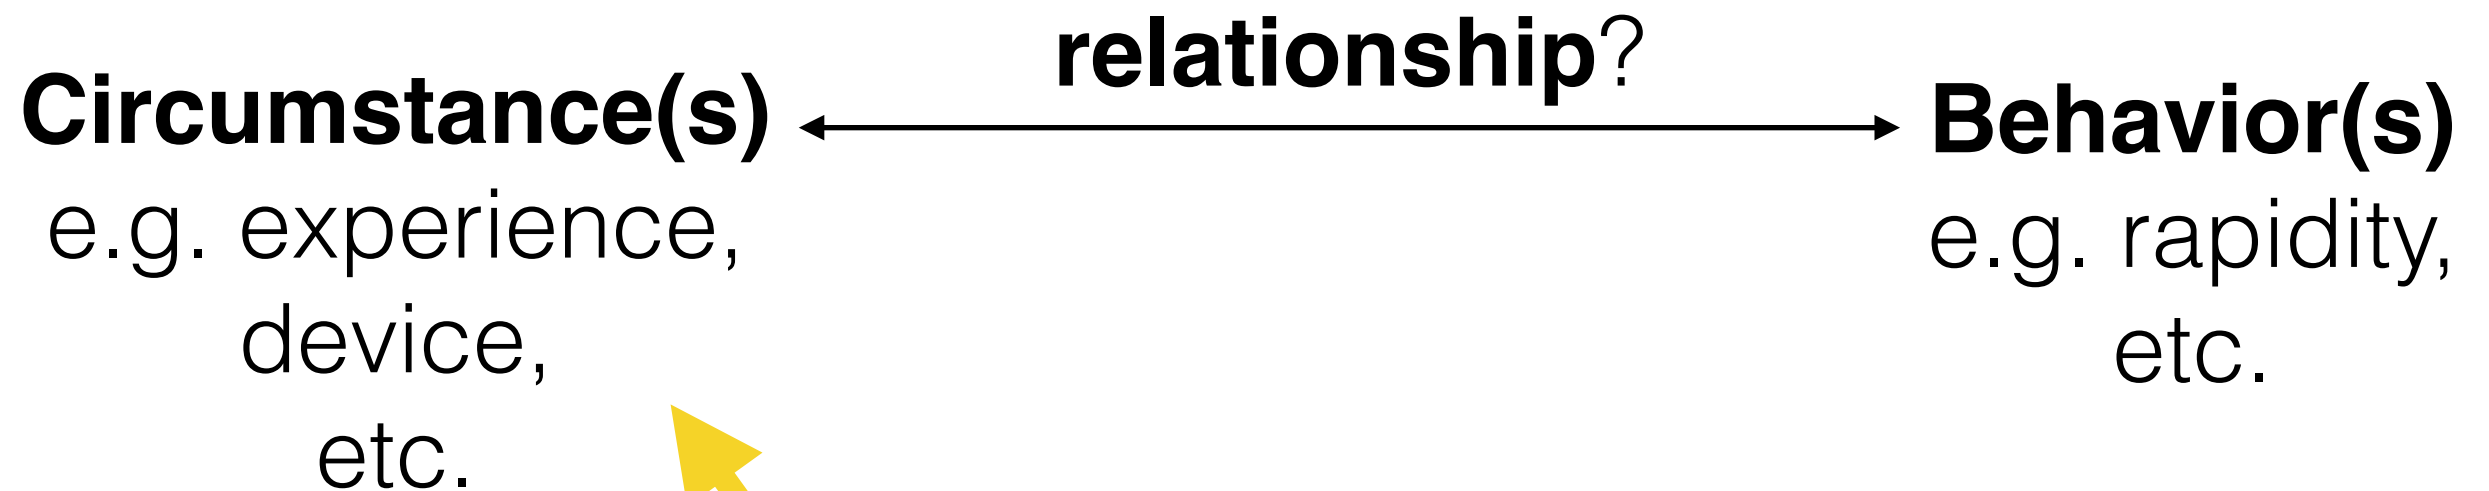 relationship?
Circumstance(s)
e.g. experience,
device,
etc.
Behavior(s)
e.g. rapidity,
etc.